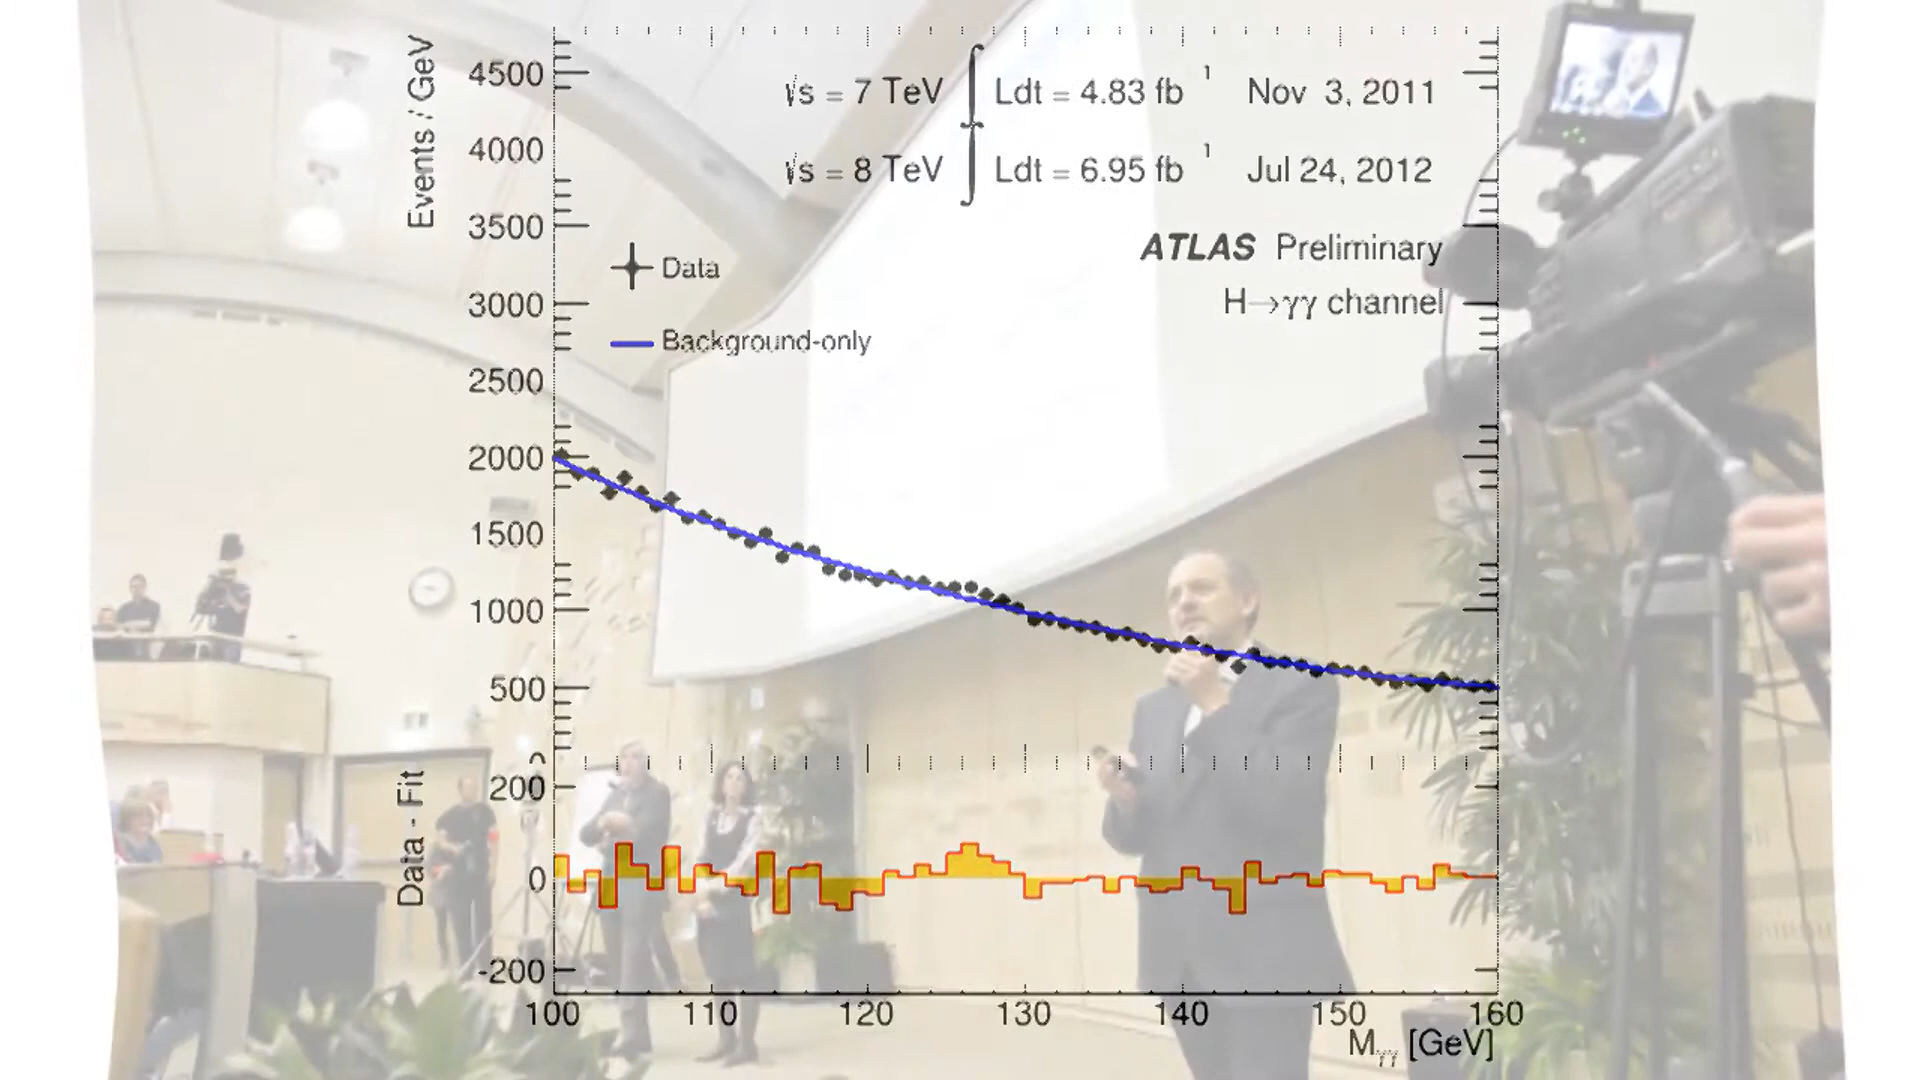 Events / GeV
4500
4000
3500
3000
2500
2000
1500
1000
500
0
√s = 7 TeV ∫ Ldt = 4.83 fb 1 Nov 3, 2011
√s = 8 TeV ∫ Ldt = 6.95 fb 1 Jul 24, 2012
ATLAS Preliminary
H→γγ channel
Data
Background-only
Data - Fit
200
0
-200
100 110 120 130 140 150 160
Mγγ [GeV]